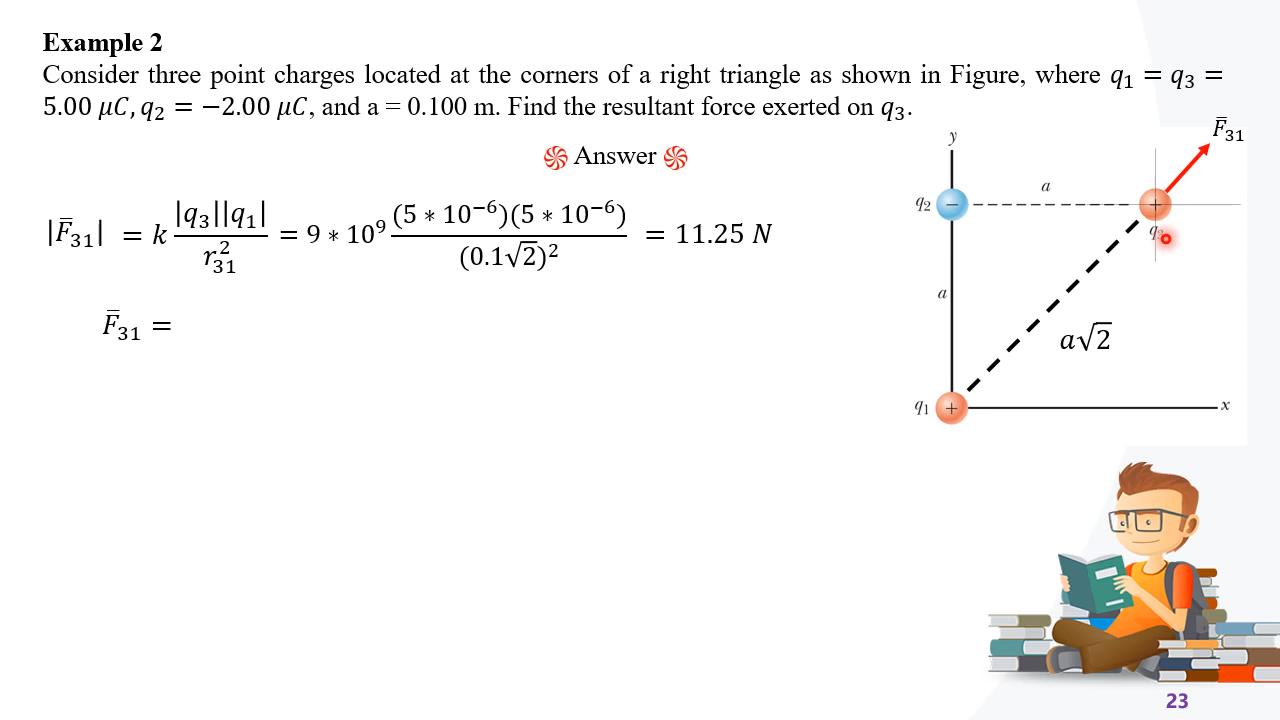 Example 2
Consider three point charges located at the corners of a right triangle as shown in Figure, where q₁ = q₃ =
5.00 μC, q₂ = −2.00 μC, and a = 0.100 m. Find the resultant force exerted on q₃.
Answer
|F̅₃₁| = k |q₃||q₁| / r₃₁² = 9 * 10⁹ (5 * 10⁻⁶)(5 * 10⁻⁶) / (0.1√2)² = 11.25 N
F̅₃₁ =
F̅₃₁
y
a
q₂ −
+
q₃
a
a√2
q₁ +
x
23